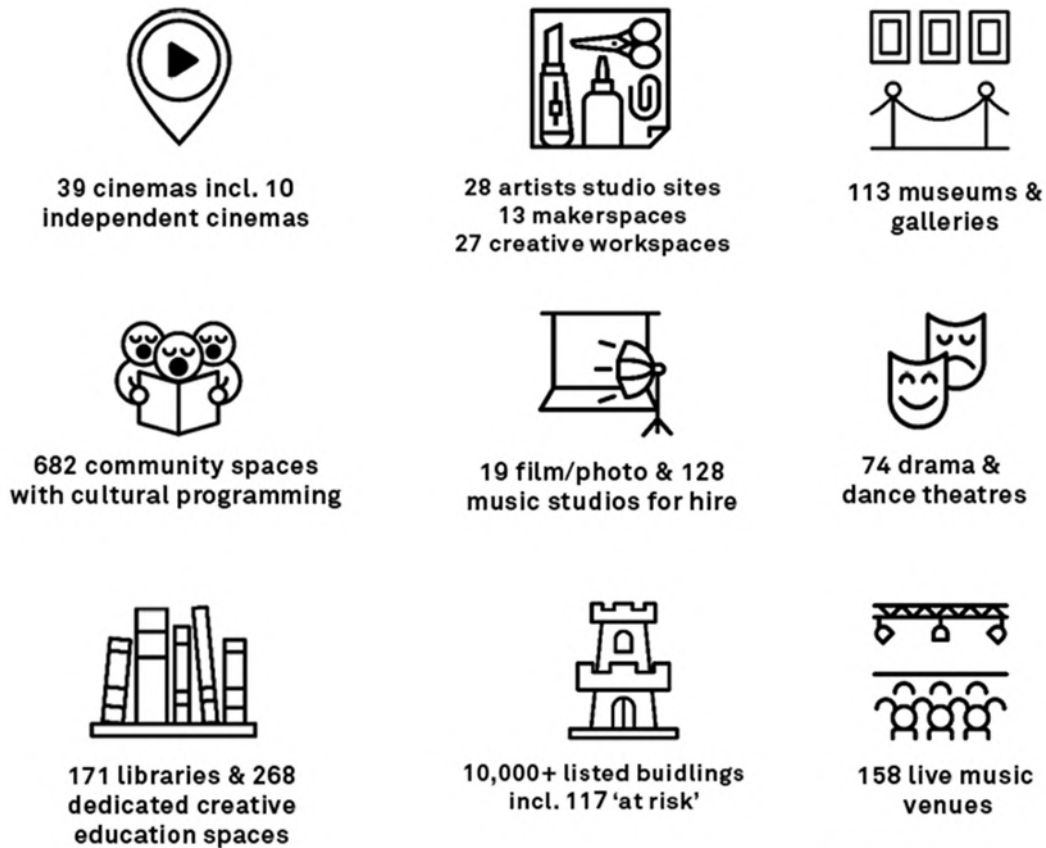 39 cinemas incl. 10
independent cinemas
28 artists studio sites
13 makerspaces
27 creative workspaces
113 museums &
galleries
682 community spaces
with cultural programming
19 film/photo & 128
music studios for hire
74 drama &
dance theatres
171 libraries & 268
dedicated creative
education spaces
10,000+ listed buidlings
incl. 117 ‘at risk’
158 live music
venues